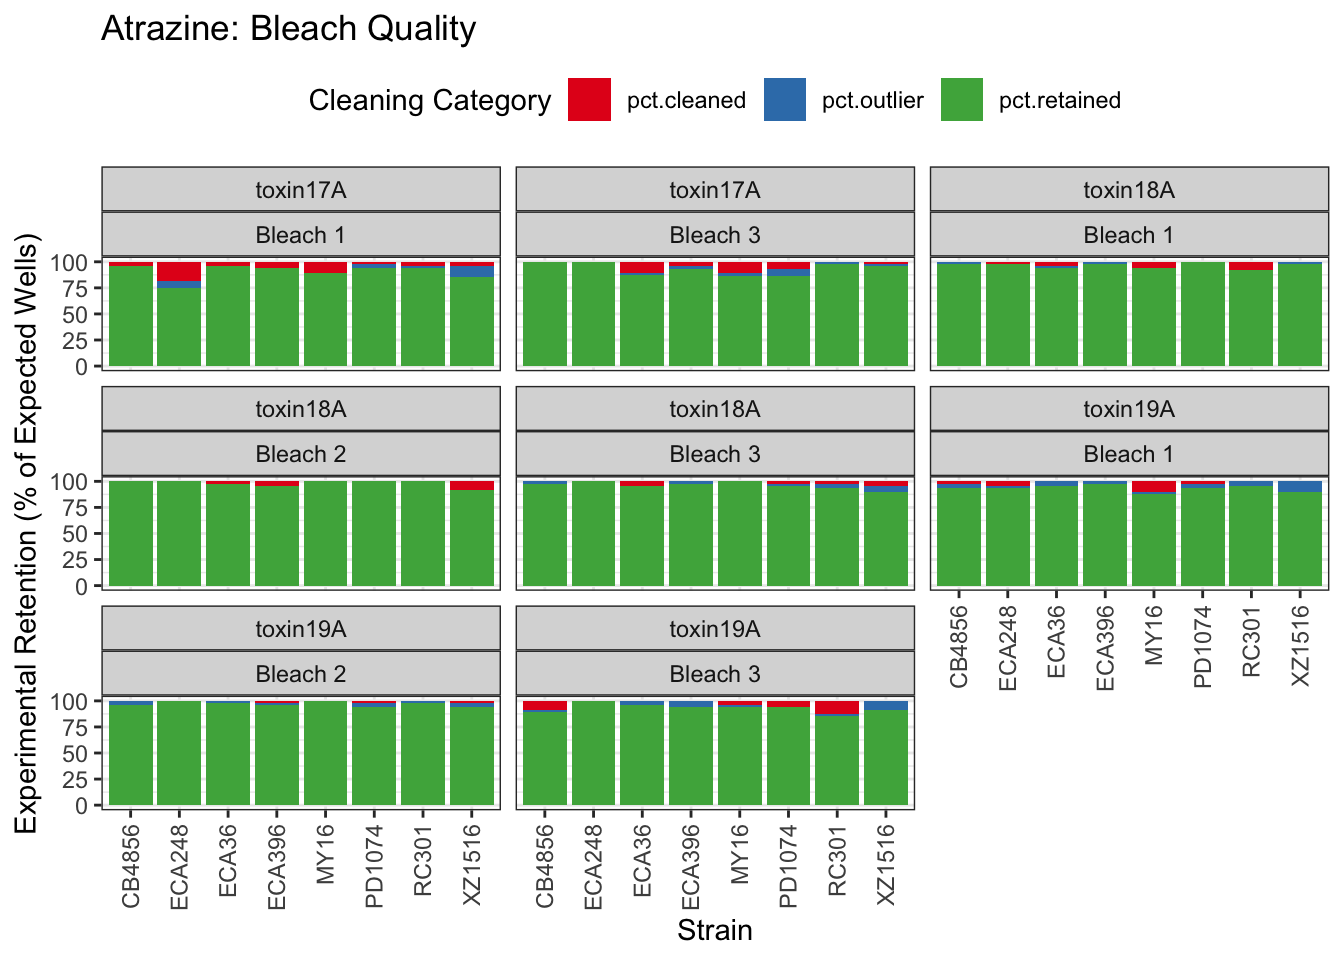 Atrazine: Bleach Quality
Cleaning Category pct.cleaned pct.outlier pct.retained
Experimental Retention (% of Expected Wells)
toxin17A toxin17A toxin18A
Bleach 1 Bleach 3 Bleach 1
100
75
50
25
0
toxin18A toxin18A toxin19A
Bleach 2 Bleach 3 Bleach 1
100
75
50
25
0
CB4856 ECA248 ECA36 ECA396 MY16 PD1074 RC301 XZ1516
toxin19A toxin19A
Bleach 2 Bleach 3
100
75
50
25
0
CB4856 ECA248 ECA36 ECA396 MY16 PD1074 RC301 XZ1516 CB4856 ECA248 ECA36 ECA396 MY16 PD1074 RC301 XZ1516
Strain